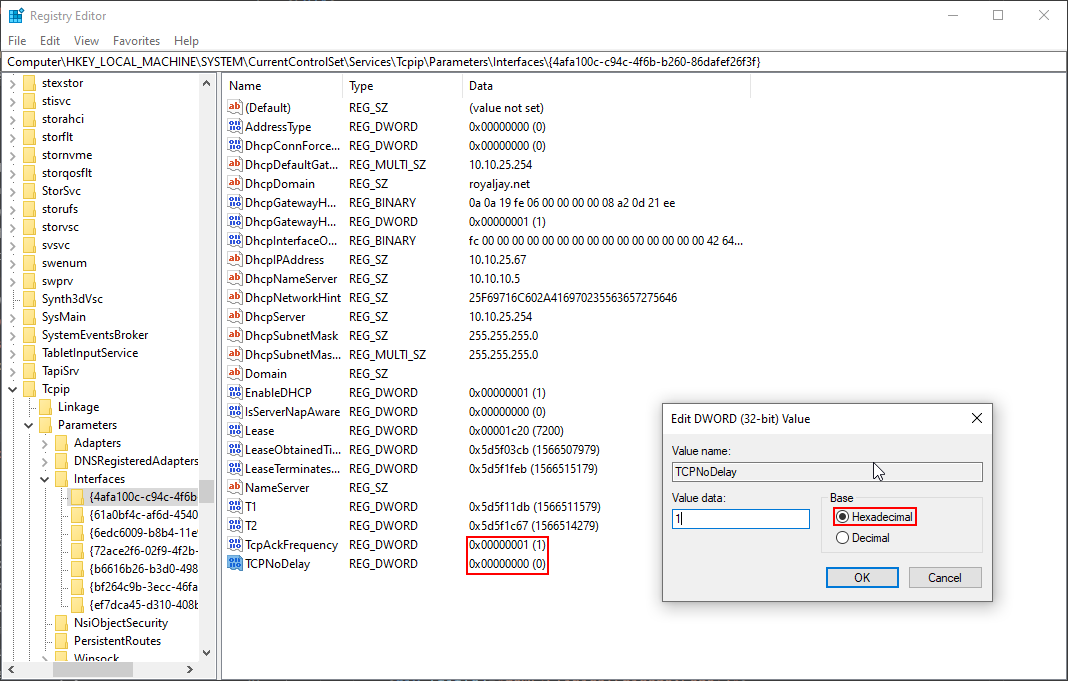 Registry Editor
File Edit View Favorites Help
Computer\HKEY_LOCAL_MACHINE\SYSTEM\CurrentControlSet\Services\Tcpip\Parameters\Interfaces\{4afa100c-c94c-4f6b-b260-86dafef26f3f}
stexstor
stisvc
storahci
storflt
stornvme
storqosflt
StorSvc
storufs
storvsc
svsvc
swenum
swprv
Synth3dVsc
SysMain
SystemEventsBroker
TabletInputService
TapiSrv
Tcpip
Linkage
Parameters
Adapters
DNSRegisteredAdapters
Interfaces
{4afa100c-c94c-4f6b
{61a0bf4c-af6d-4540
{6edc6009-b8b4-11e
{72ace2f6-02f9-4f2b-
{b6616b26-b3d0-498
{bf264c9b-3ecc-46fa
{ef7dca45-d310-408b
NsiObjectSecurity
PersistentRoutes
Winsock
Name Type Data
(Default) REG_SZ (value not set)
AddressType REG_DWORD 0x00000000 (0)
DhcpConnForce... REG_DWORD 0x00000000 (0)
DhcpDefaultGat... REG_MULTI_SZ 10.10.25.254
DhcpDomain REG_SZ royaljay.net
DhcpGatewayH... REG_BINARY 0a 0a 19 fe 06 00 00 00 00 08 a2 0d 21 ee
DhcpGatewayH... REG_DWORD 0x00000001 (1)
DhcpInterfaceO... REG_BINARY fc 00 00 00 00 00 00 00 00 00 00 00 00 00 00 00 42 64...
DhcpIPAddress REG_SZ 10.10.25.67
DhcpNameServer REG_SZ 10.10.10.5
DhcpNetworkHint REG_SZ 25F69716C602A416970235563657275646
DhcpServer REG_SZ 10.10.25.254
DhcpSubnetMask REG_SZ 255.255.255.0
DhcpSubnetMas... REG_MULTI_SZ 255.255.255.0
Domain REG_SZ
EnableDHCP REG_DWORD 0x00000001 (1)
IsServerNapAware REG_DWORD 0x00000000 (0)
Lease REG_DWORD 0x00001c20 (7200)
LeaseObtainedTi... REG_DWORD 0x5d5f03cb (1566507979)
LeaseTerminates... REG_DWORD 0x5d5f1feb (1566515179)
NameServer REG_SZ
T1 REG_DWORD 0x5d5f11db (1566511579)
T2 REG_DWORD 0x5d5f1c67 (1566514279)
TcpAckFrequency REG_DWORD 0x00000001 (1)
TCPNoDelay REG_DWORD 0x00000000 (0)
Edit DWORD (32-bit) Value
Value name:
TCPNoDelay
Value data:
1
Base
Hexadecimal
Decimal
OK Cancel